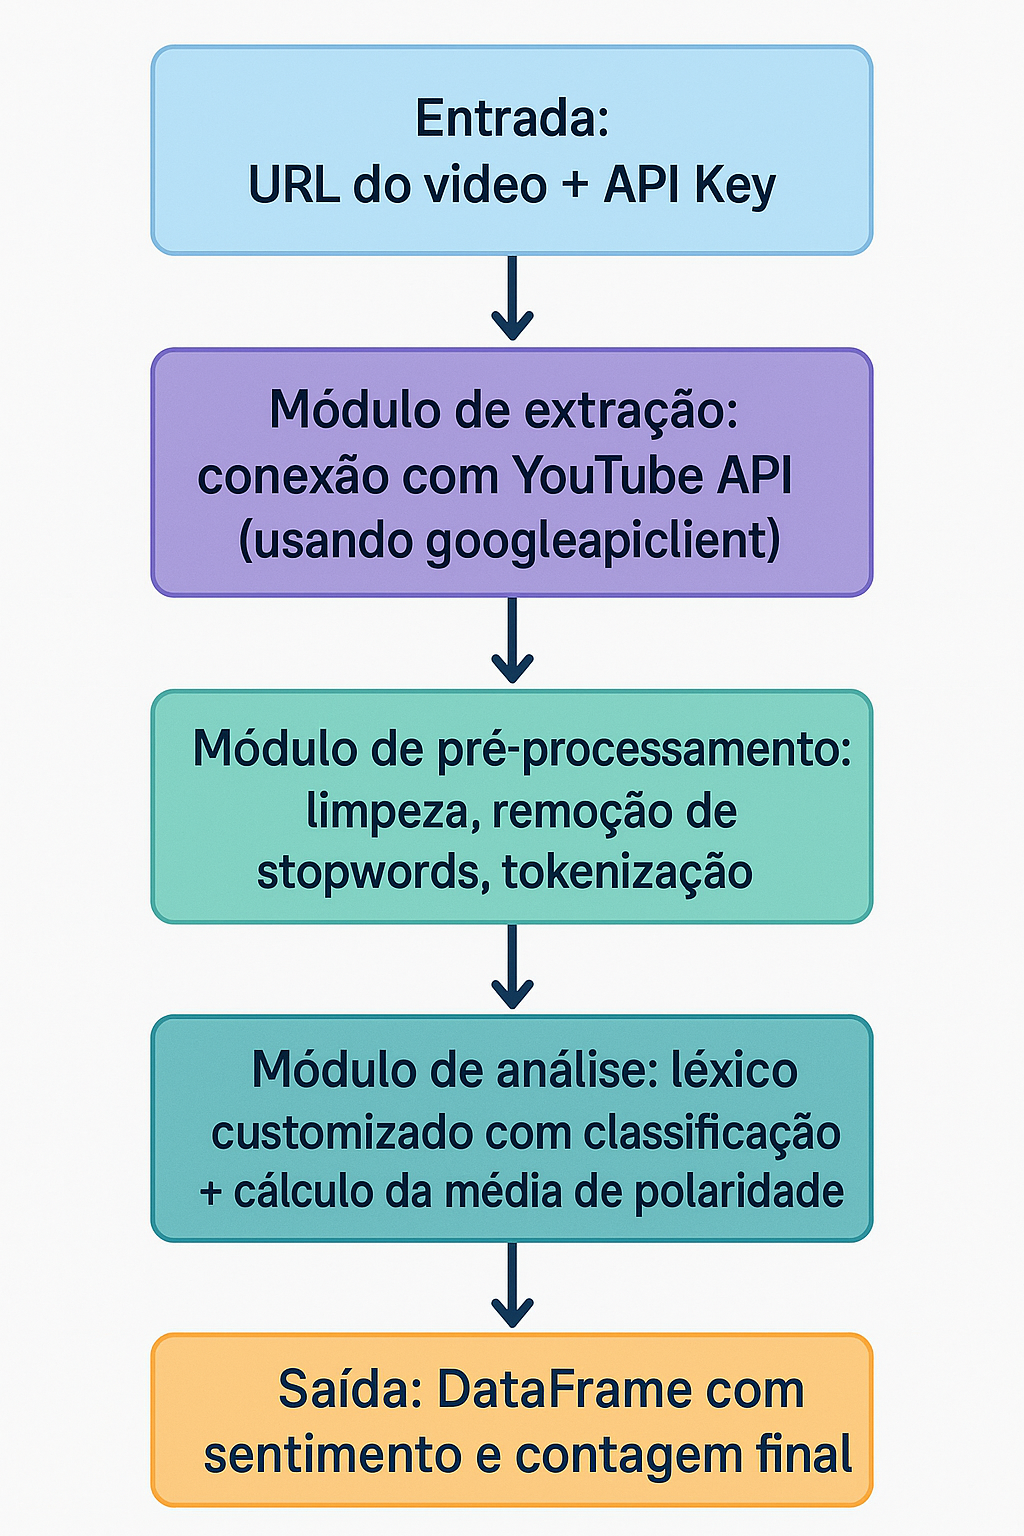 Entrada:
URL do video + API Key
Módulo de extração:
conexão com YouTube API
(usando googleapiclient)
Módulo de pré-processamento:
limpeza, remoção de
stopwords, tokenização
Módulo de análise: léxico
customizado com classificação
+ cálculo da média de polaridade
Saída: DataFrame com
sentimento e contagem final